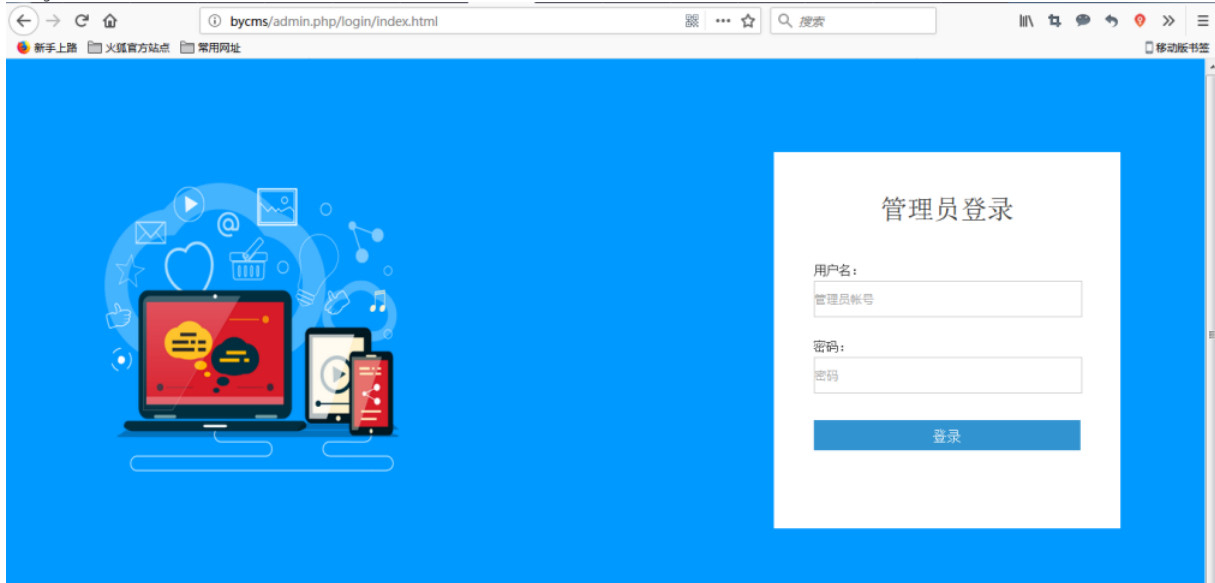 bycms/admin.php/login/index.html
搜索
新手上路 火狐官方站点 常用网址
移动版书签
管理员登录
用户名：
管理员帐号
密码：
密码
登录